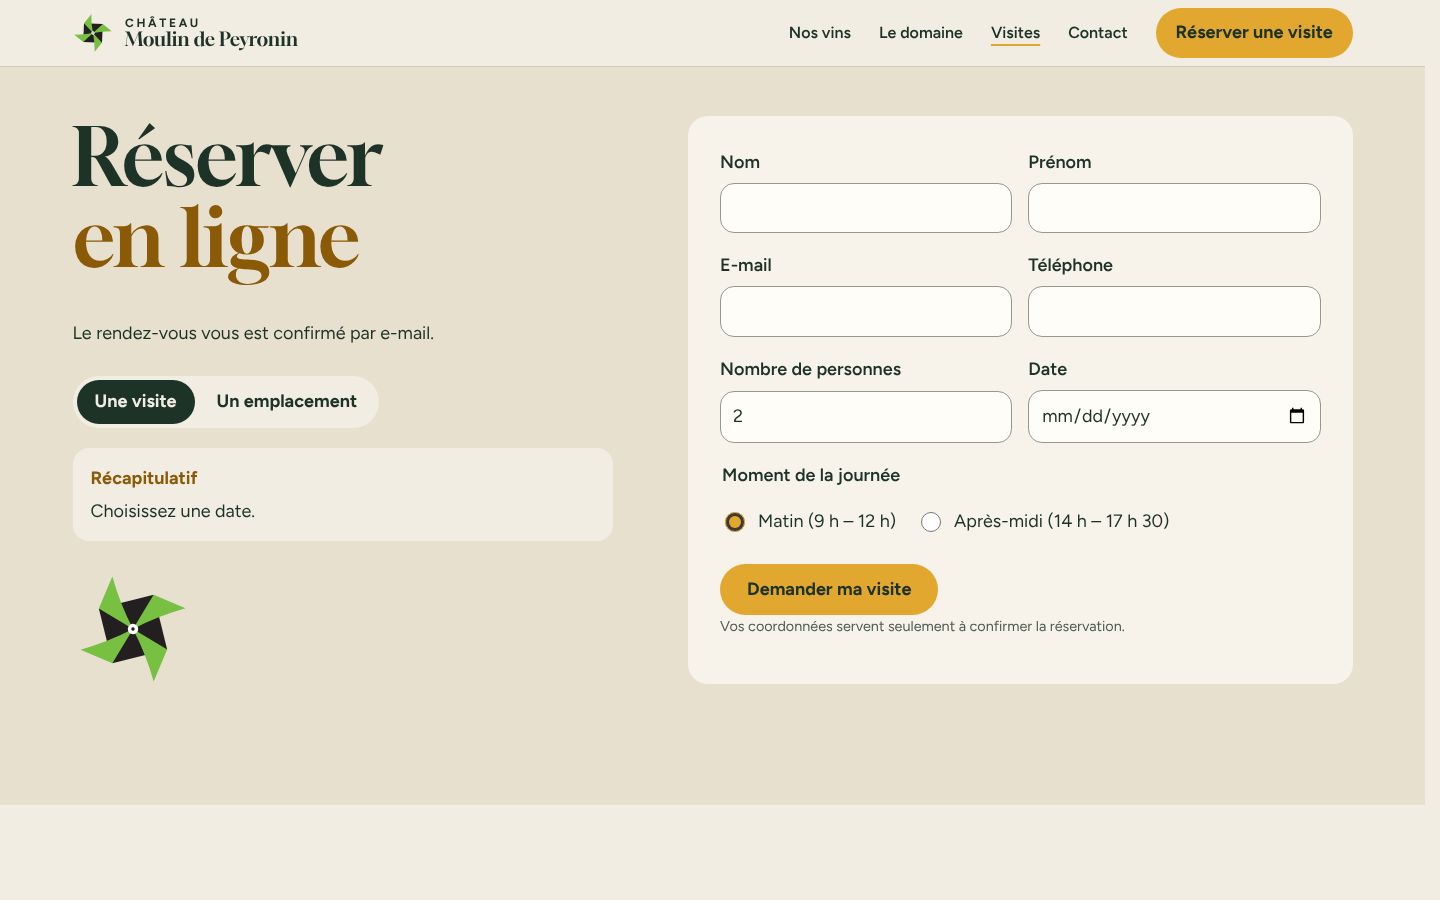 CHÂTEAU
Moulin de Peyronin
Nos vins
Le domaine
Visites
Contact
Réserver une visite
Réserver
en ligne
Le rendez-vous vous est confirmé par e-mail.
Une visite
Un emplacement
Récapitulatif
Choisissez une date.
Nom
Prénom
E-mail
Téléphone
Nombre de personnes
Date
2
mm/dd/yyyy
Moment de la journée
Matin (9 h – 12 h)
Après-midi (14 h – 17 h 30)
Demander ma visite
Vos coordonnées servent seulement à confirmer la réservation.